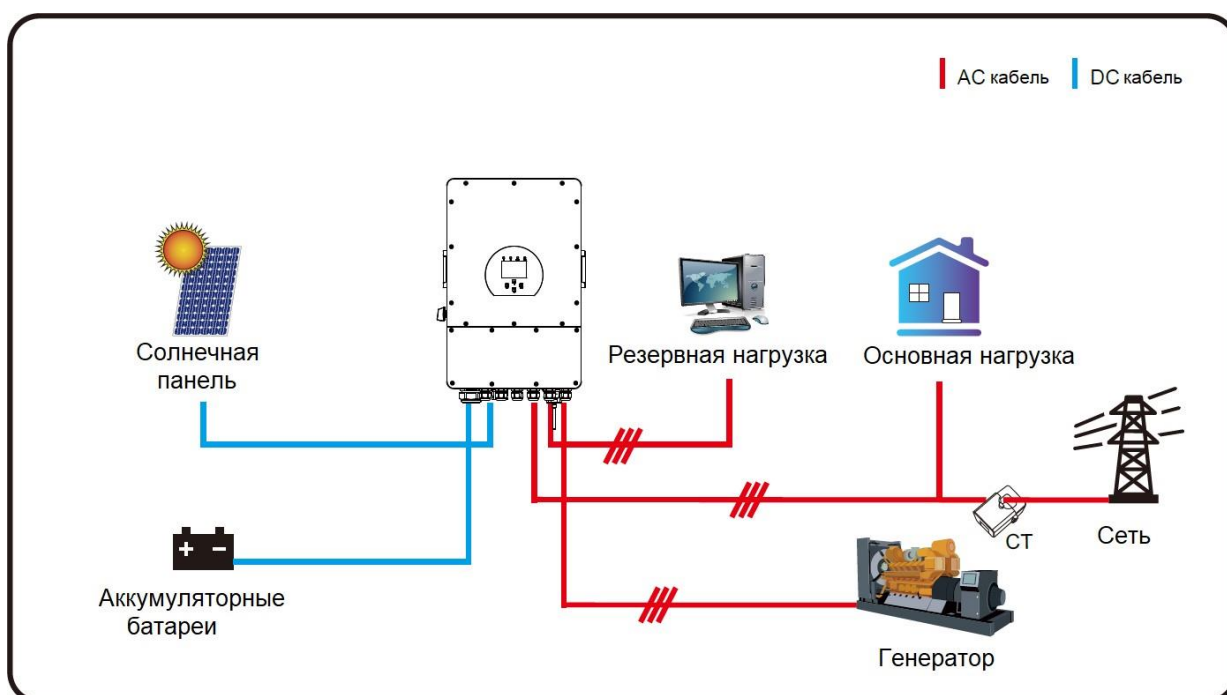 AC кабель
DC кабель
Солнечная
панель
Резервная нагрузка
Основная нагрузка
CT
Сеть
Аккумуляторные
батареи
Генератор